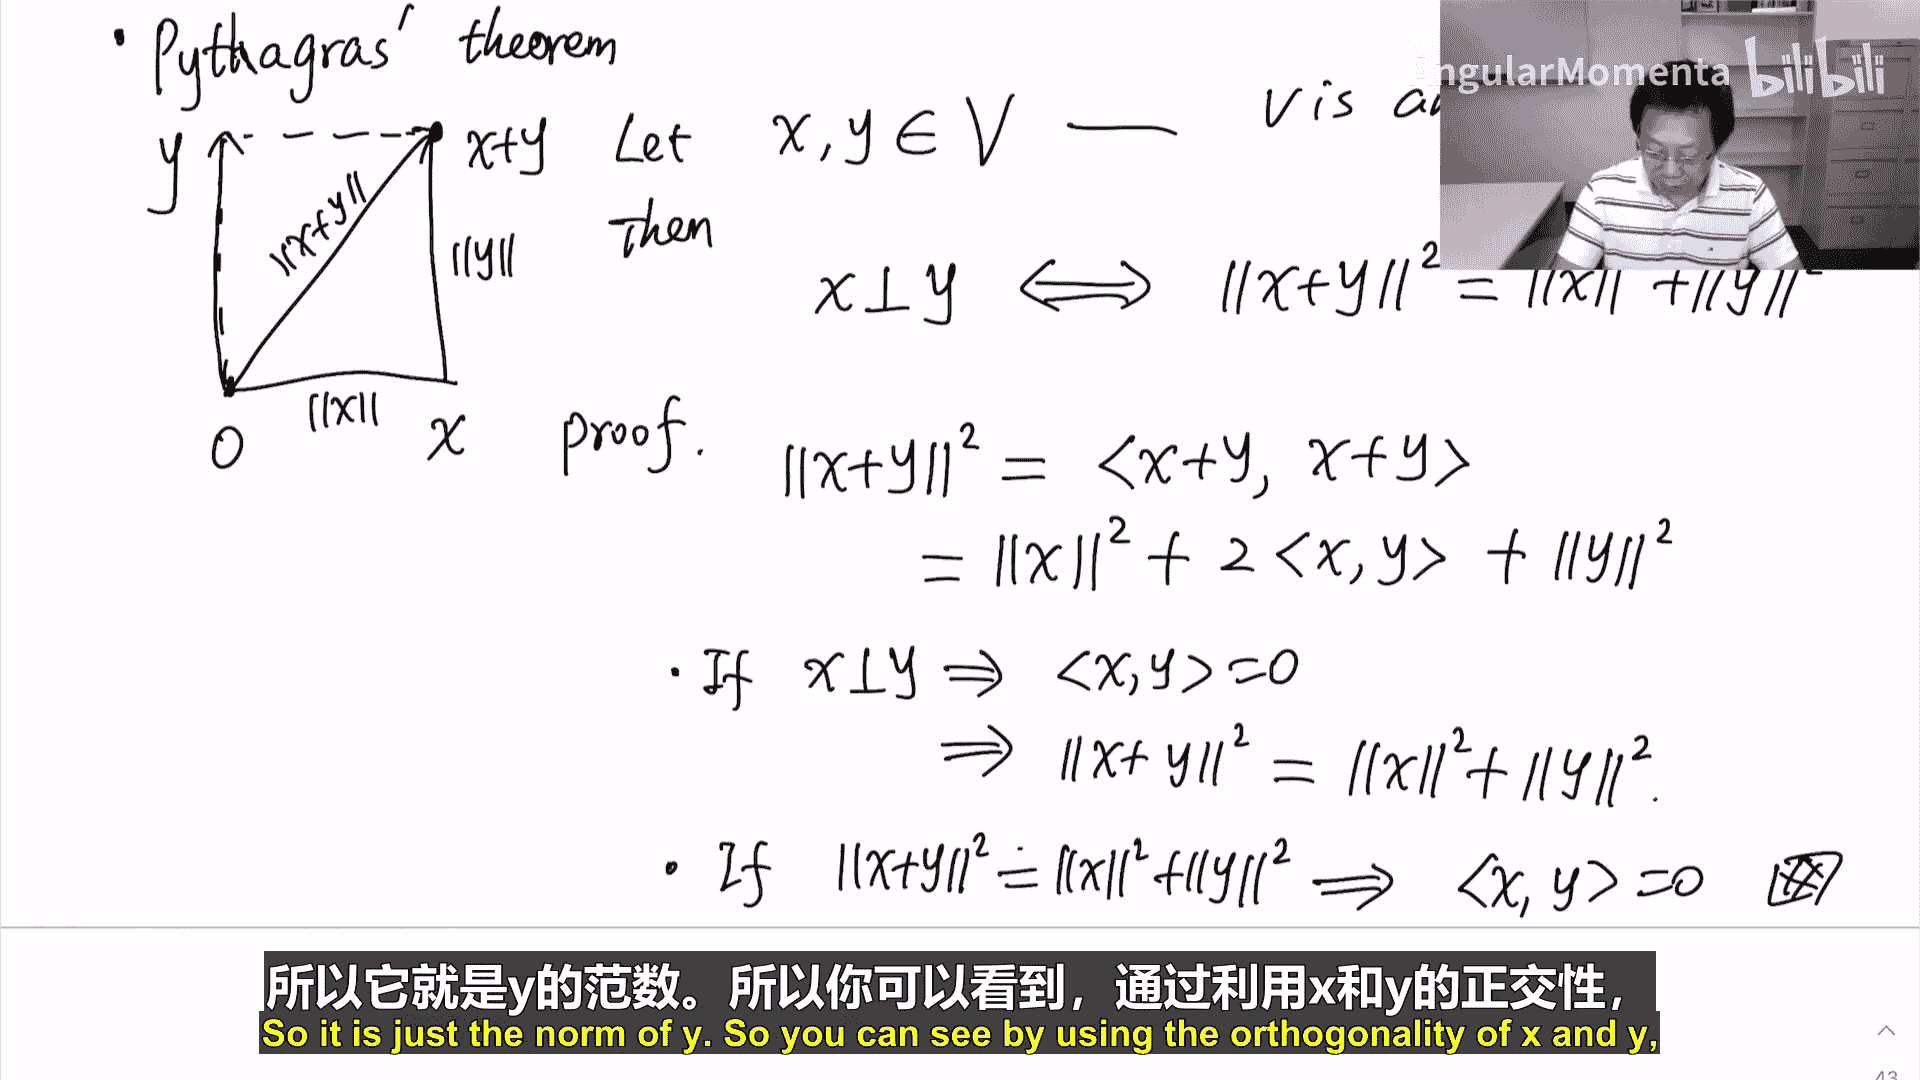 • Pythagras' theorem
ngularMomenta bilibili
y
x+y
||x+y||
||y||
||x||
0
x
Let x, y ∈ V — V is
Then
x⊥y ⟺ ||x+y||² = ||x|| + ||y||²
proof.
||x+y||² = <x+y, x+y>
= ||x||² + 2 <x, y> + ||y||²
• If x⊥y ⟹ <x, y> =0
⟹ ||x+ y||² = ||x||² + ||y||².
• If ||x+y||² = ||x||² + ||y||² ⟹ <x, y> =0
所以它就是y的范数。所以你可以看到，通过利用x和y的正交性，
So it is just the norm of y. So you can see by using the orthogonality of x and y,